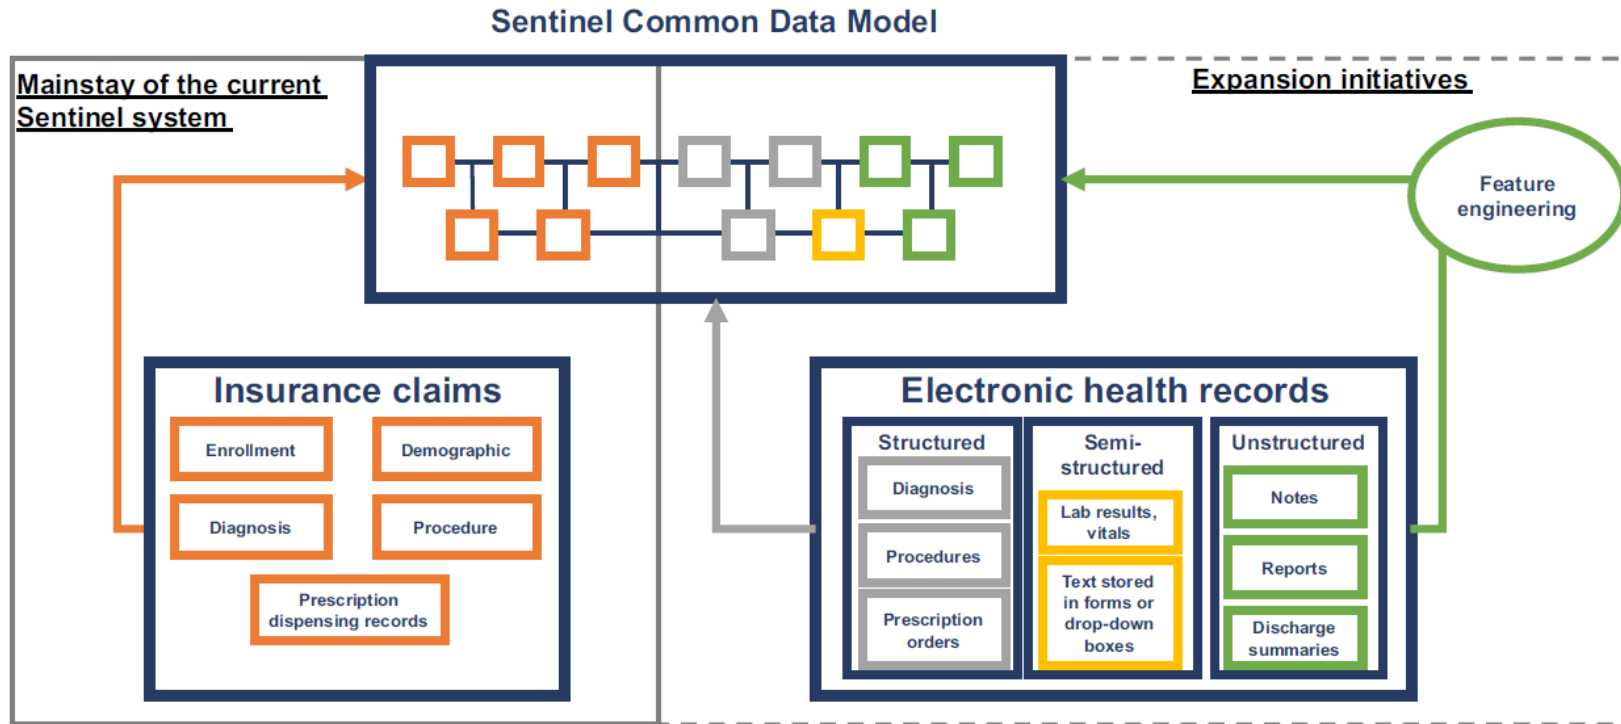 Sentinel Common Data Model
Mainstay of the current
Sentinel system
Expansion initiatives
Feature
engineering
Insurance claims
Enrollment
Demographic
Diagnosis
Procedure
Prescription
dispensing records
Electronic health records
Structured
Diagnosis
Procedures
Prescription
orders
Semi-
structured
Lab results,
vitals
Text stored
in forms or
drop-down
boxes
Unstructured
Notes
Reports
Discharge
summaries